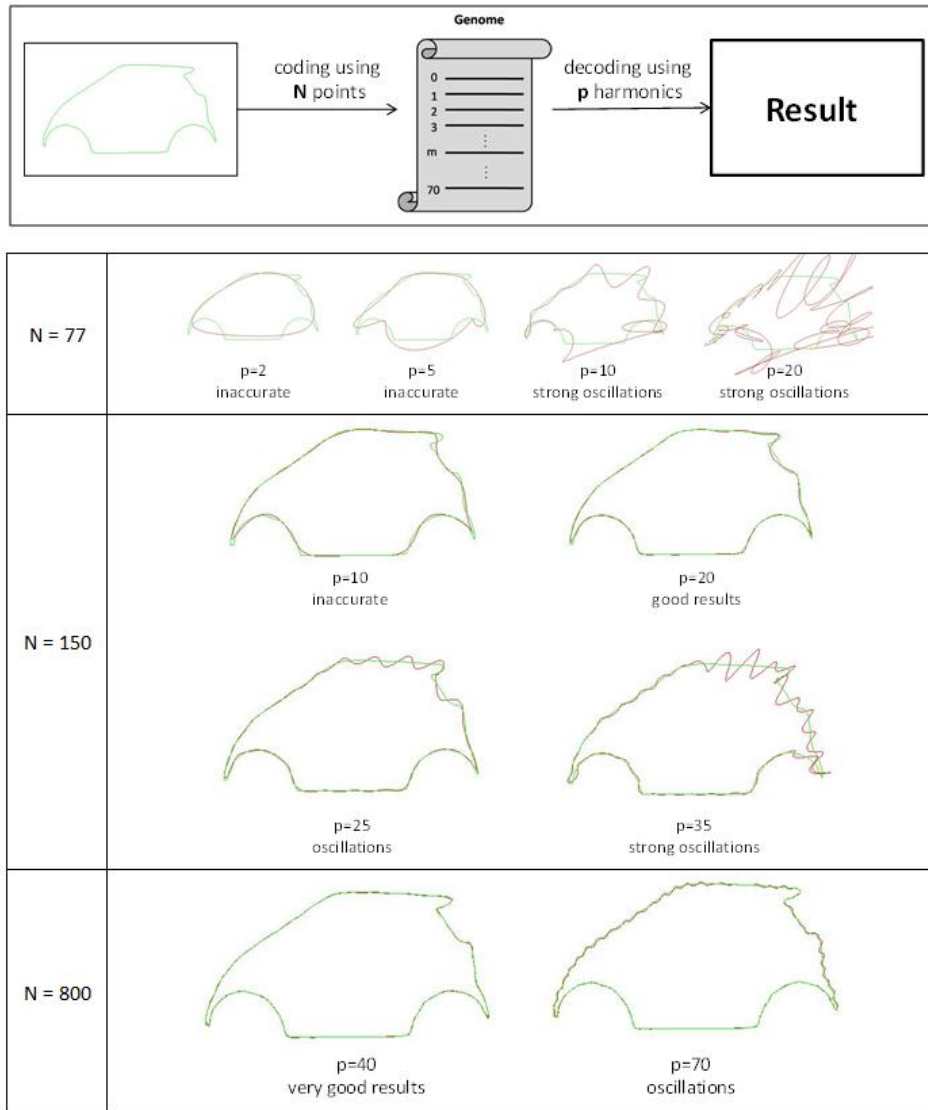 Genome
coding using
N points
0
1
2
3
⋮
m
⋮
70
decoding using
p harmonics
Result
N = 77
p=2
inaccurate
p=5
inaccurate
p=10
strong oscillations
p=20
strong oscillations
N = 150
p=10
inaccurate
p=20
good results
p=25
oscillations
p=35
strong oscillations
N = 800
p=40
very good results
p=70
oscillations